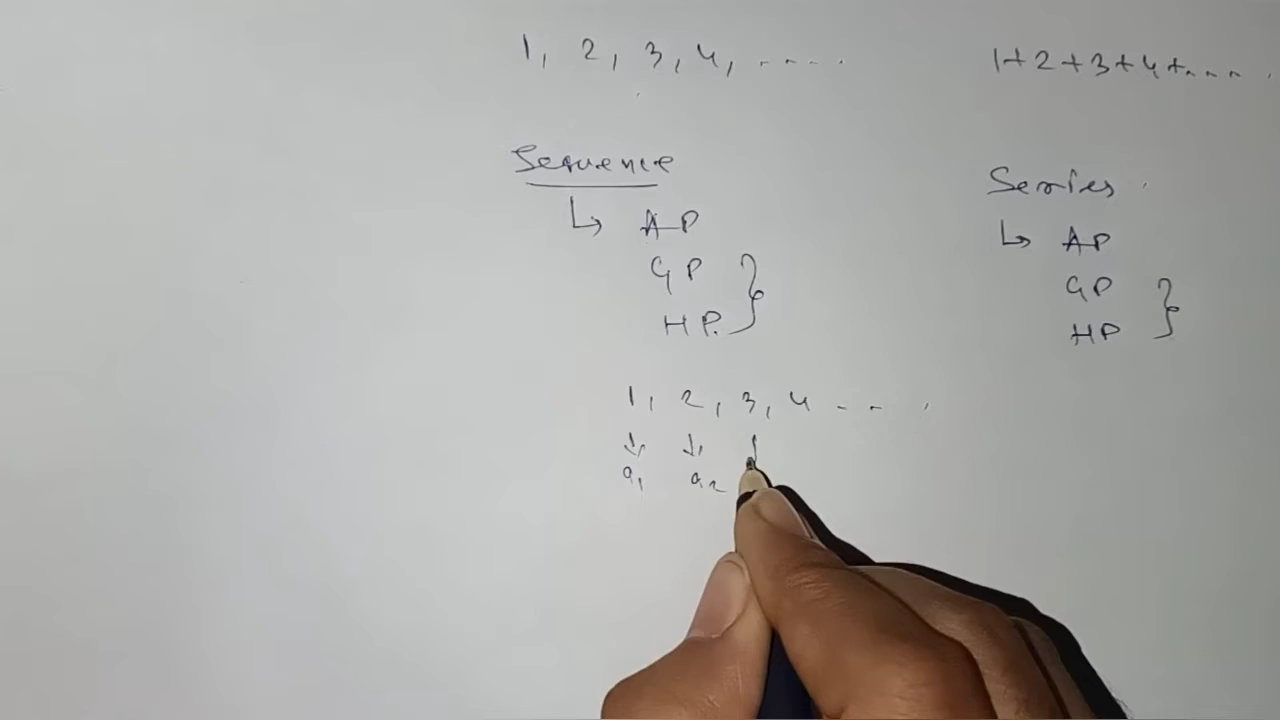 1, 2, 3, 4, .... 
1+2+3+4+....
Sequence
↳ AP
GP
HP.
Series
↳ AP
GP
HP
1, 2, 3, 4 - - .
↓ ↓
a1 a2